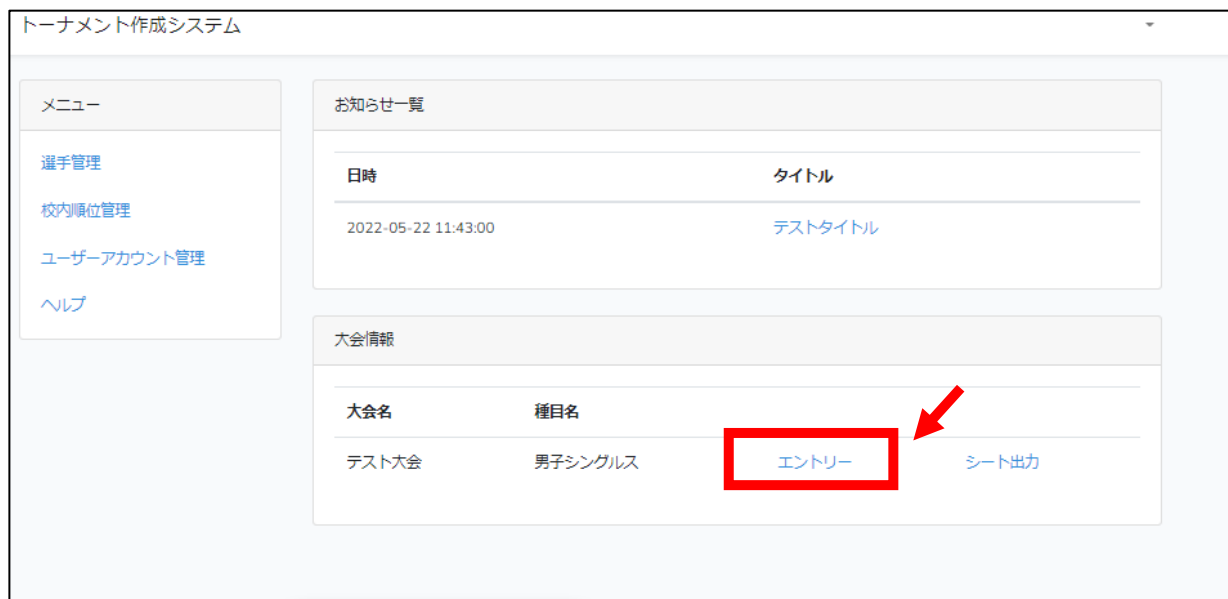 トーナメント作成システム
メニュー
選手管理
校内順位管理
ユーザーアカウント管理
ヘルプ
お知らせ一覧
日時 タイトル
2022-05-22 11:43:00 テストタイトル
大会情報
大会名 種目名
テスト大会 男子シングルス エントリー シート出力